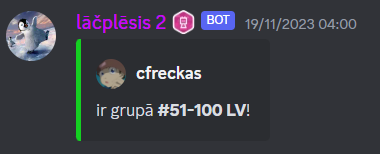 lāčplēsis 2 BOT 19/11/2023 04:00
cfreckas
ir grupā #51-100 LV!